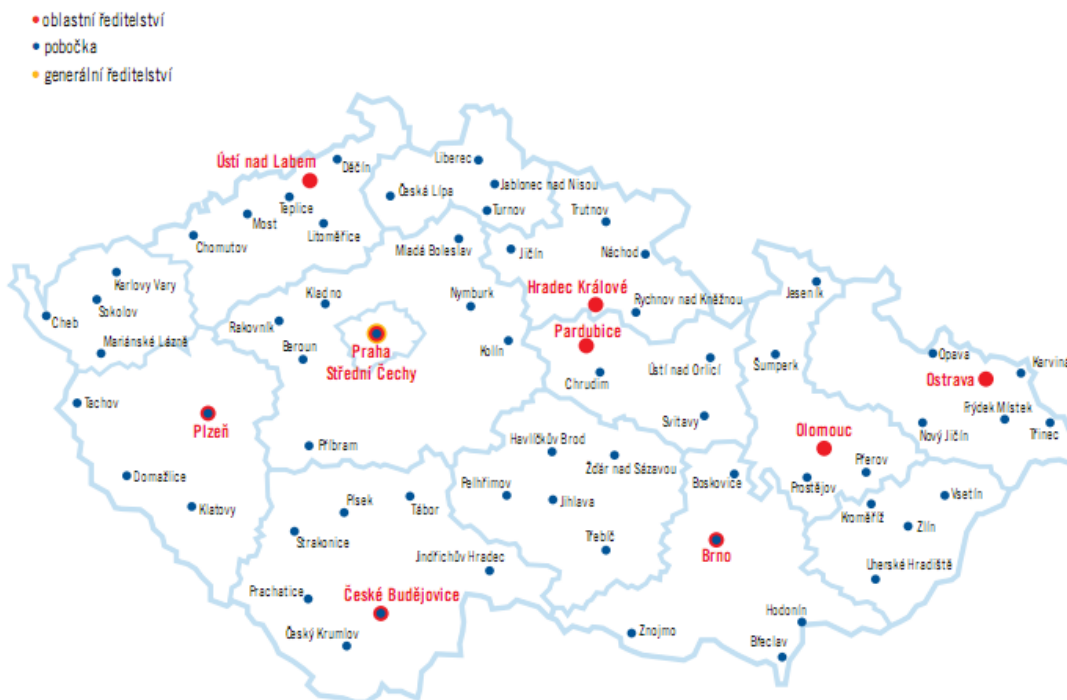 oblastní ředitelství
pobočka
generální ředitelství
Ústí nad Labem
Děčín
Liberec
Česká Lípa
Jablonec nad Nisou
Teplice
Turnov
Trutnov
Most
Litoměřice
Chomutov
Mladá Boleslav
Jičín
Náchod
Karlovy Vary
Sokolov
Cheb
Mariánské Lázně
Kladno
Nymburk
Hradec Králové
Rychnov nad Kněžnou
Jeseník
Rakovník
Beroun
Praha
Střední Čechy
Kolín
Pardubice
Chrudim
Ústí nad Orlicí
Šumperk
Opava
Karvina
Ostrava
Tachov
Plzeň
Příbram
Svitavy
Frýdek Místek
Nový Jičín
Třinec
Olomouc
Havlíčkův Brod
Žďár nad Sázavou
Boskovice
Přerov
Prostějov
Domažlice
Klatovy
Písek
Tábor
Pelhřimov
Jihlava
Vsetín
Kroměříž
Zlín
Strakonice
Jindřichův Hradec
Třebíč
Brno
Uherské Hradiště
Prachatice
České Budějovice
Český Krumlov
Znojmo
Hodonín
Břeclav